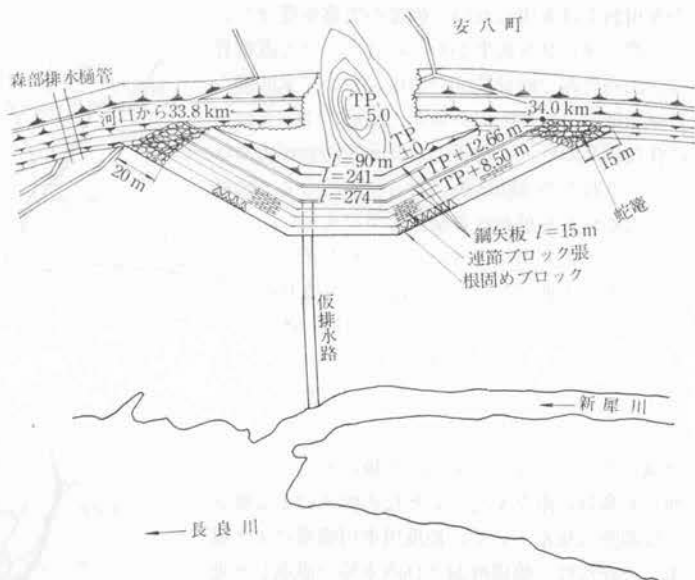 安八町
森部排水樋管
河口から33.8 km
TP
-5.0
34.0 km
TP
±0
l=90 m
TP+12.66 m
l=241
TP+8.50 m
l=274
20 m
15 m
蛇篭
鋼矢板 l=15 m
連節ブロック張
根固めブロック
仮排水路
新犀川
長良川